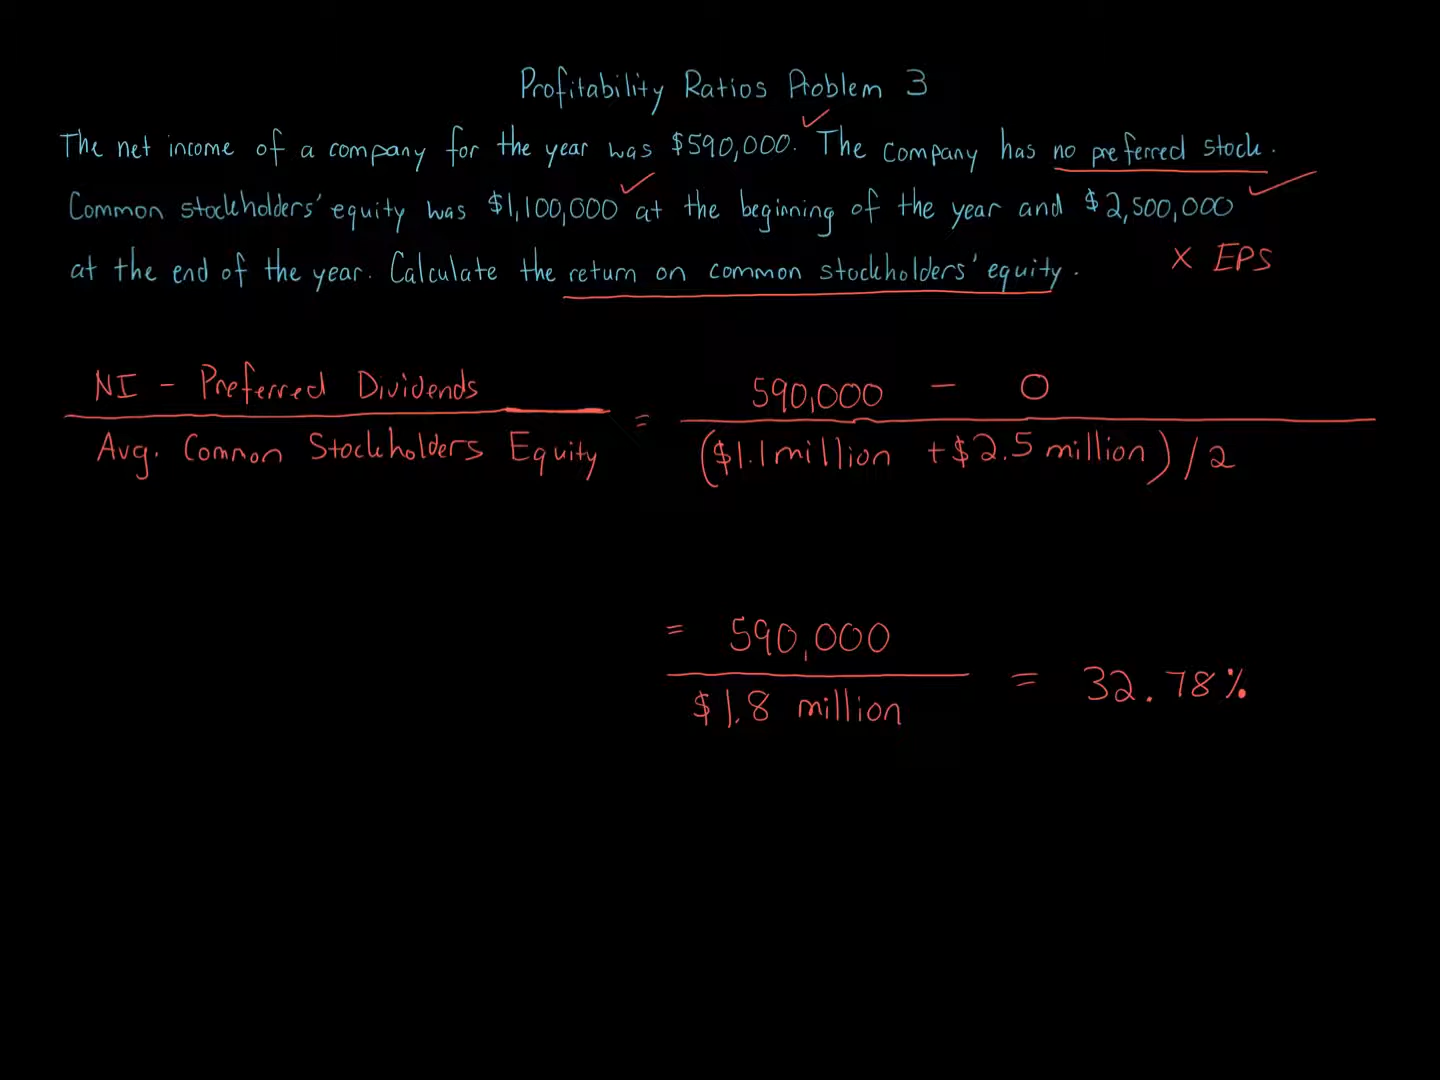 Profitability Ratios Problem 3
The net income of a company for the year was $590,000. The company has no preferred stock.
Common stockholders' equity was $1,100,000 at the beginning of the year and $2,500,000
at the end of the year. Calculate the return on common stockholders' equity.
X EPS
NI - Preferred Dividends
Avg. Common Stockholders Equity
=
590,000 - 0
($1.1 million + $2.5 million) / 2
= 590,000
$1.8 million
= 32.78%